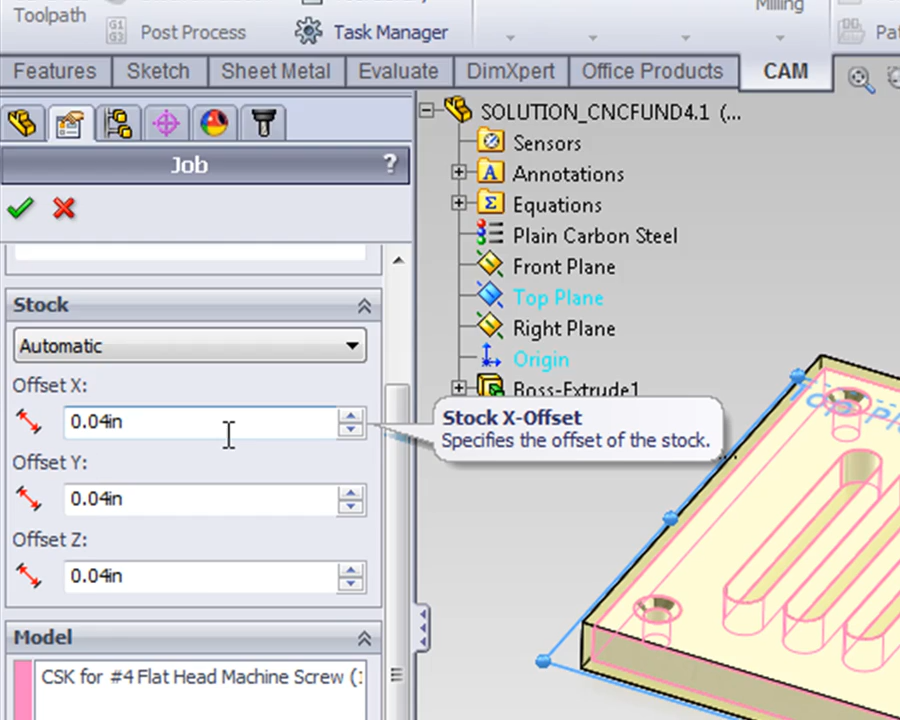 Toolpath
Milling
G1
G3
Post Process
Task Manager
Features
Sketch
Sheet Metal
Evaluate
DimXpert
Office Products
CAM
Job
?
SOLUTION_CNCFUND4.1 (...
Sensors
A
Annotations
Σ
Equations
Plain Carbon Steel
Front Plane
Top Plane
Right Plane
Origin
Boss-Extrude1
Stock
Automatic
Offset X:
0.04in
Stock X-Offset
Specifies the offset of the stock.
Offset Y:
0.04in
Offset Z:
0.04in
Model
CSK for #4 Flat Head Machine Screw (